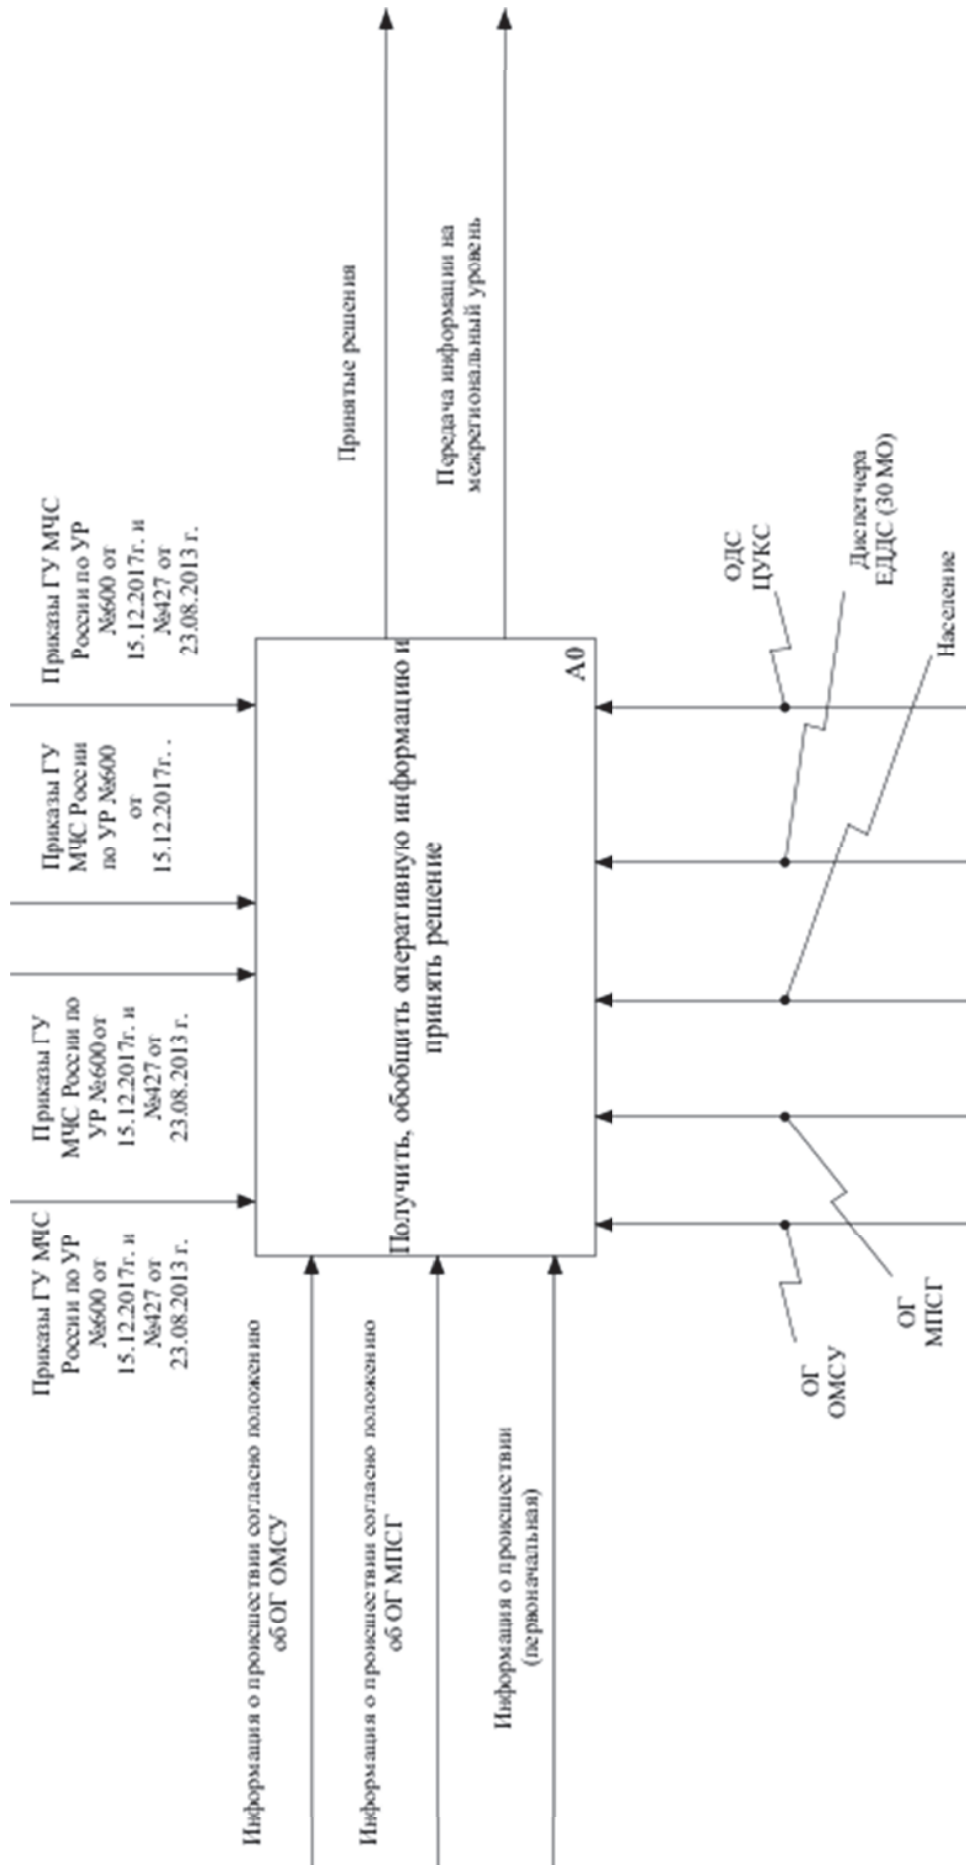 Приказы ГУ МЧС
России по УР
№600 от
15.12.2017г. и
№427 от
23.08.2013 г.
Приказы ГУ
МЧС России по
УР №600 от
15.12.2017г. и
№427 от
23.08.2013 г.
Приказы ГУ
МЧС России
по УР №600
от
15.12.2017г. .
Приказы ГУ МЧС
России по УР
№600 от
15.12.2017г. и
№427 от
23.08.2013 г.
Информация о происшествии согласно положению
об ОГ ОМСУ
Информация о происшествии согласно положению
об ОГ МПСГ
Информация о происшествии
(первоначальная)
Получить, обобщить оперативную информацию и
принять решение
A0
Принятые решения
Передача информации на
межрегиональный уровень
ОГ
ОМСУ
ОГ
МПСГ
Население
Диспетчера
ЕДДС (30 МО)
ОДС
ЦУКС